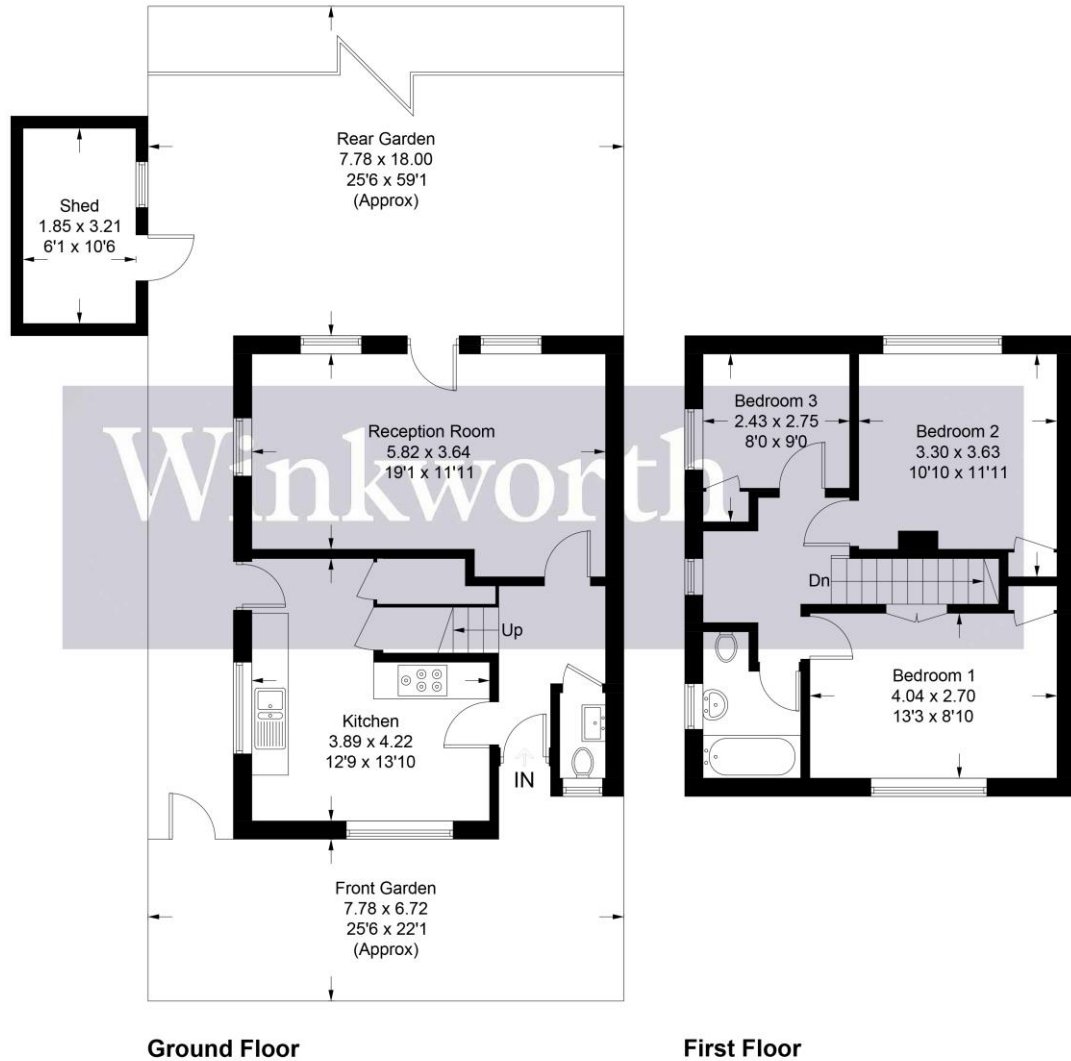 Rear Garden
7.78 x 18.00
25'6 x 59'1
(Approx)
Shed
1.85 x 3.21
6'1 x 10'6
Winkworth
Reception Room
5.82 x 3.64
19'1 x 11'11
Up
Kitchen
3.89 x 4.22
12'9 x 13'10
IN
Front Garden
7.78 x 6.72
25'6 x 22'1
(Approx)
Ground Floor
Bedroom 3
2.43 x 2.75
8'0 x 9'0
Bedroom 2
3.30 x 3.63
10'10 x 11'11
Dn
Bedroom 1
4.04 x 2.70
13'3 x 8'10
First Floor